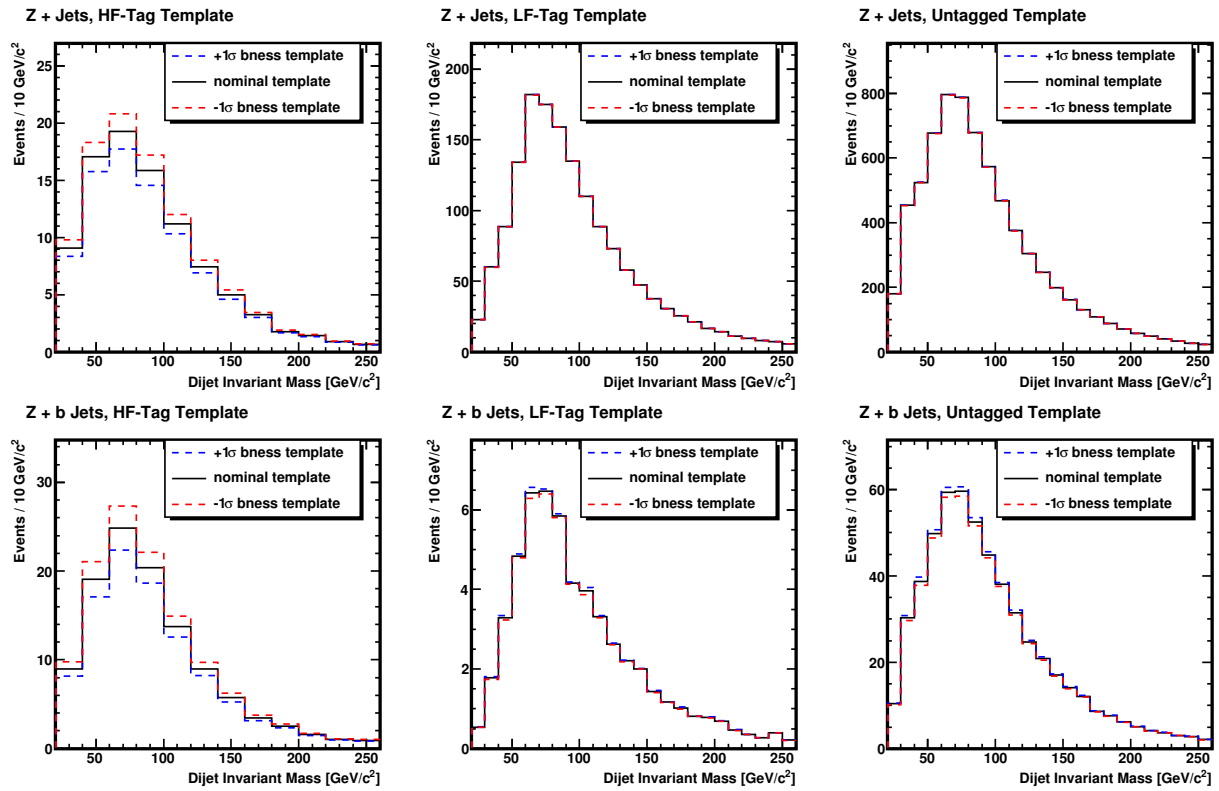 Z + Jets, HF-Tag Template
Events / 10 GeV/c²
25
20
15
10
5
0
+1σ bness template
nominal template
-1σ bness template
50 100 150 200 250
Dijet Invariant Mass [GeV/c²]
Z + Jets, LF-Tag Template
Events / 10 GeV/c²
200
150
100
50
0
+1σ bness template
nominal template
-1σ bness template
50 100 150 200 250
Dijet Invariant Mass [GeV/c²]
Z + Jets, Untagged Template
Events / 10 GeV/c²
800
600
400
200
0
+1σ bness template
nominal template
-1σ bness template
50 100 150 200 250
Dijet Invariant Mass [GeV/c²]
Z + b Jets, HF-Tag Template
Events / 10 GeV/c²
30
20
10
0
+1σ bness template
nominal template
-1σ bness template
50 100 150 200 250
Dijet Invariant Mass [GeV/c²]
Z + b Jets, LF-Tag Template
Events / 10 GeV/c²
6
4
2
0
+1σ bness template
nominal template
-1σ bness template
50 100 150 200 250
Dijet Invariant Mass [GeV/c²]
Z + b Jets, Untagged Template
Events / 10 GeV/c²
60
40
20
0
+1σ bness template
nominal template
-1σ bness template
50 100 150 200 250
Dijet Invariant Mass [GeV/c²]